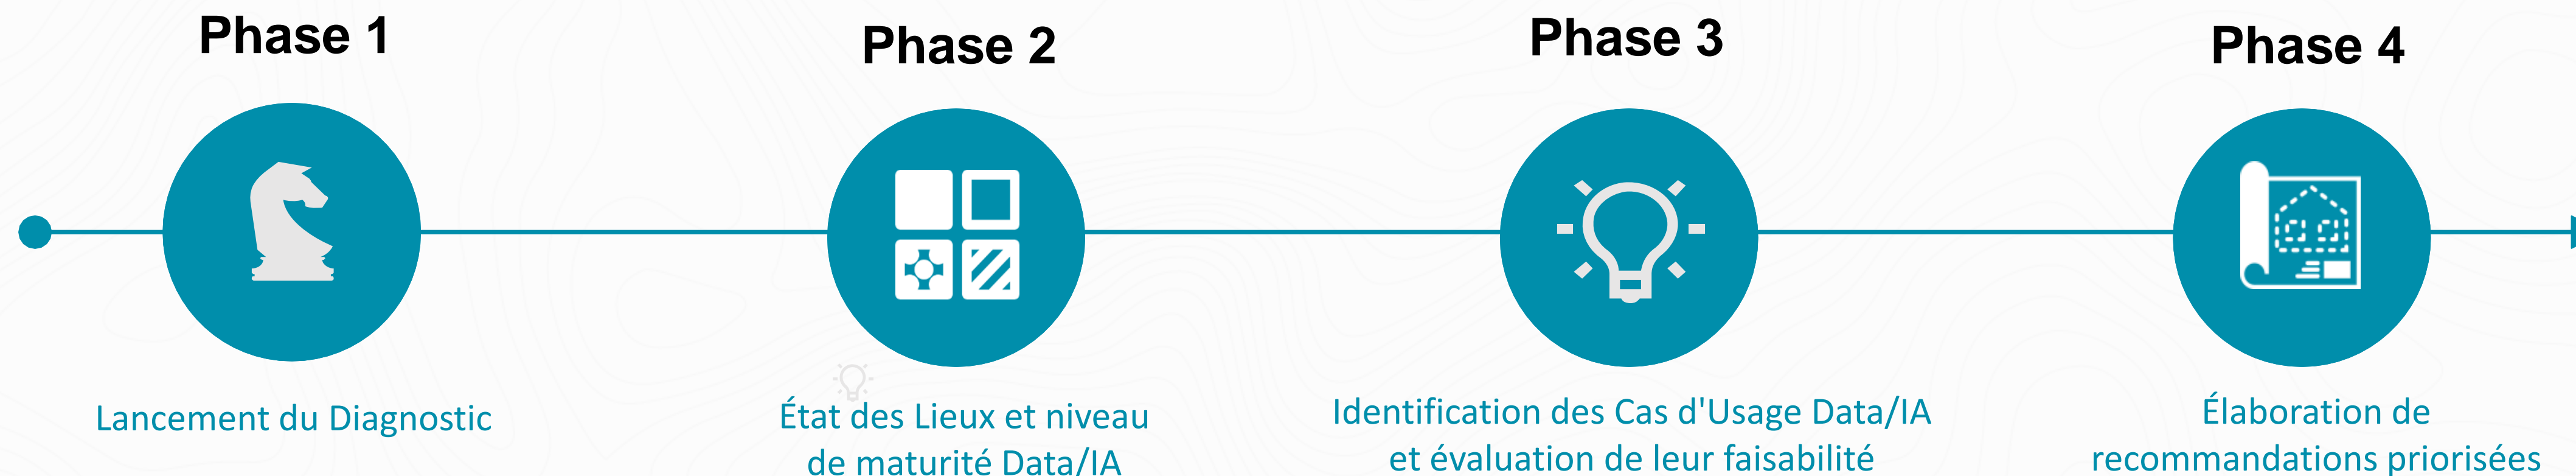 Phase 1
Lancement du Diagnostic
Phase 2
État des Lieux et niveau
de maturité Data/IA
Phase 3
Identification des Cas d'Usage Data/IA
et évaluation de leur faisabilité
Phase 4
Élaboration de
recommandations priorisées